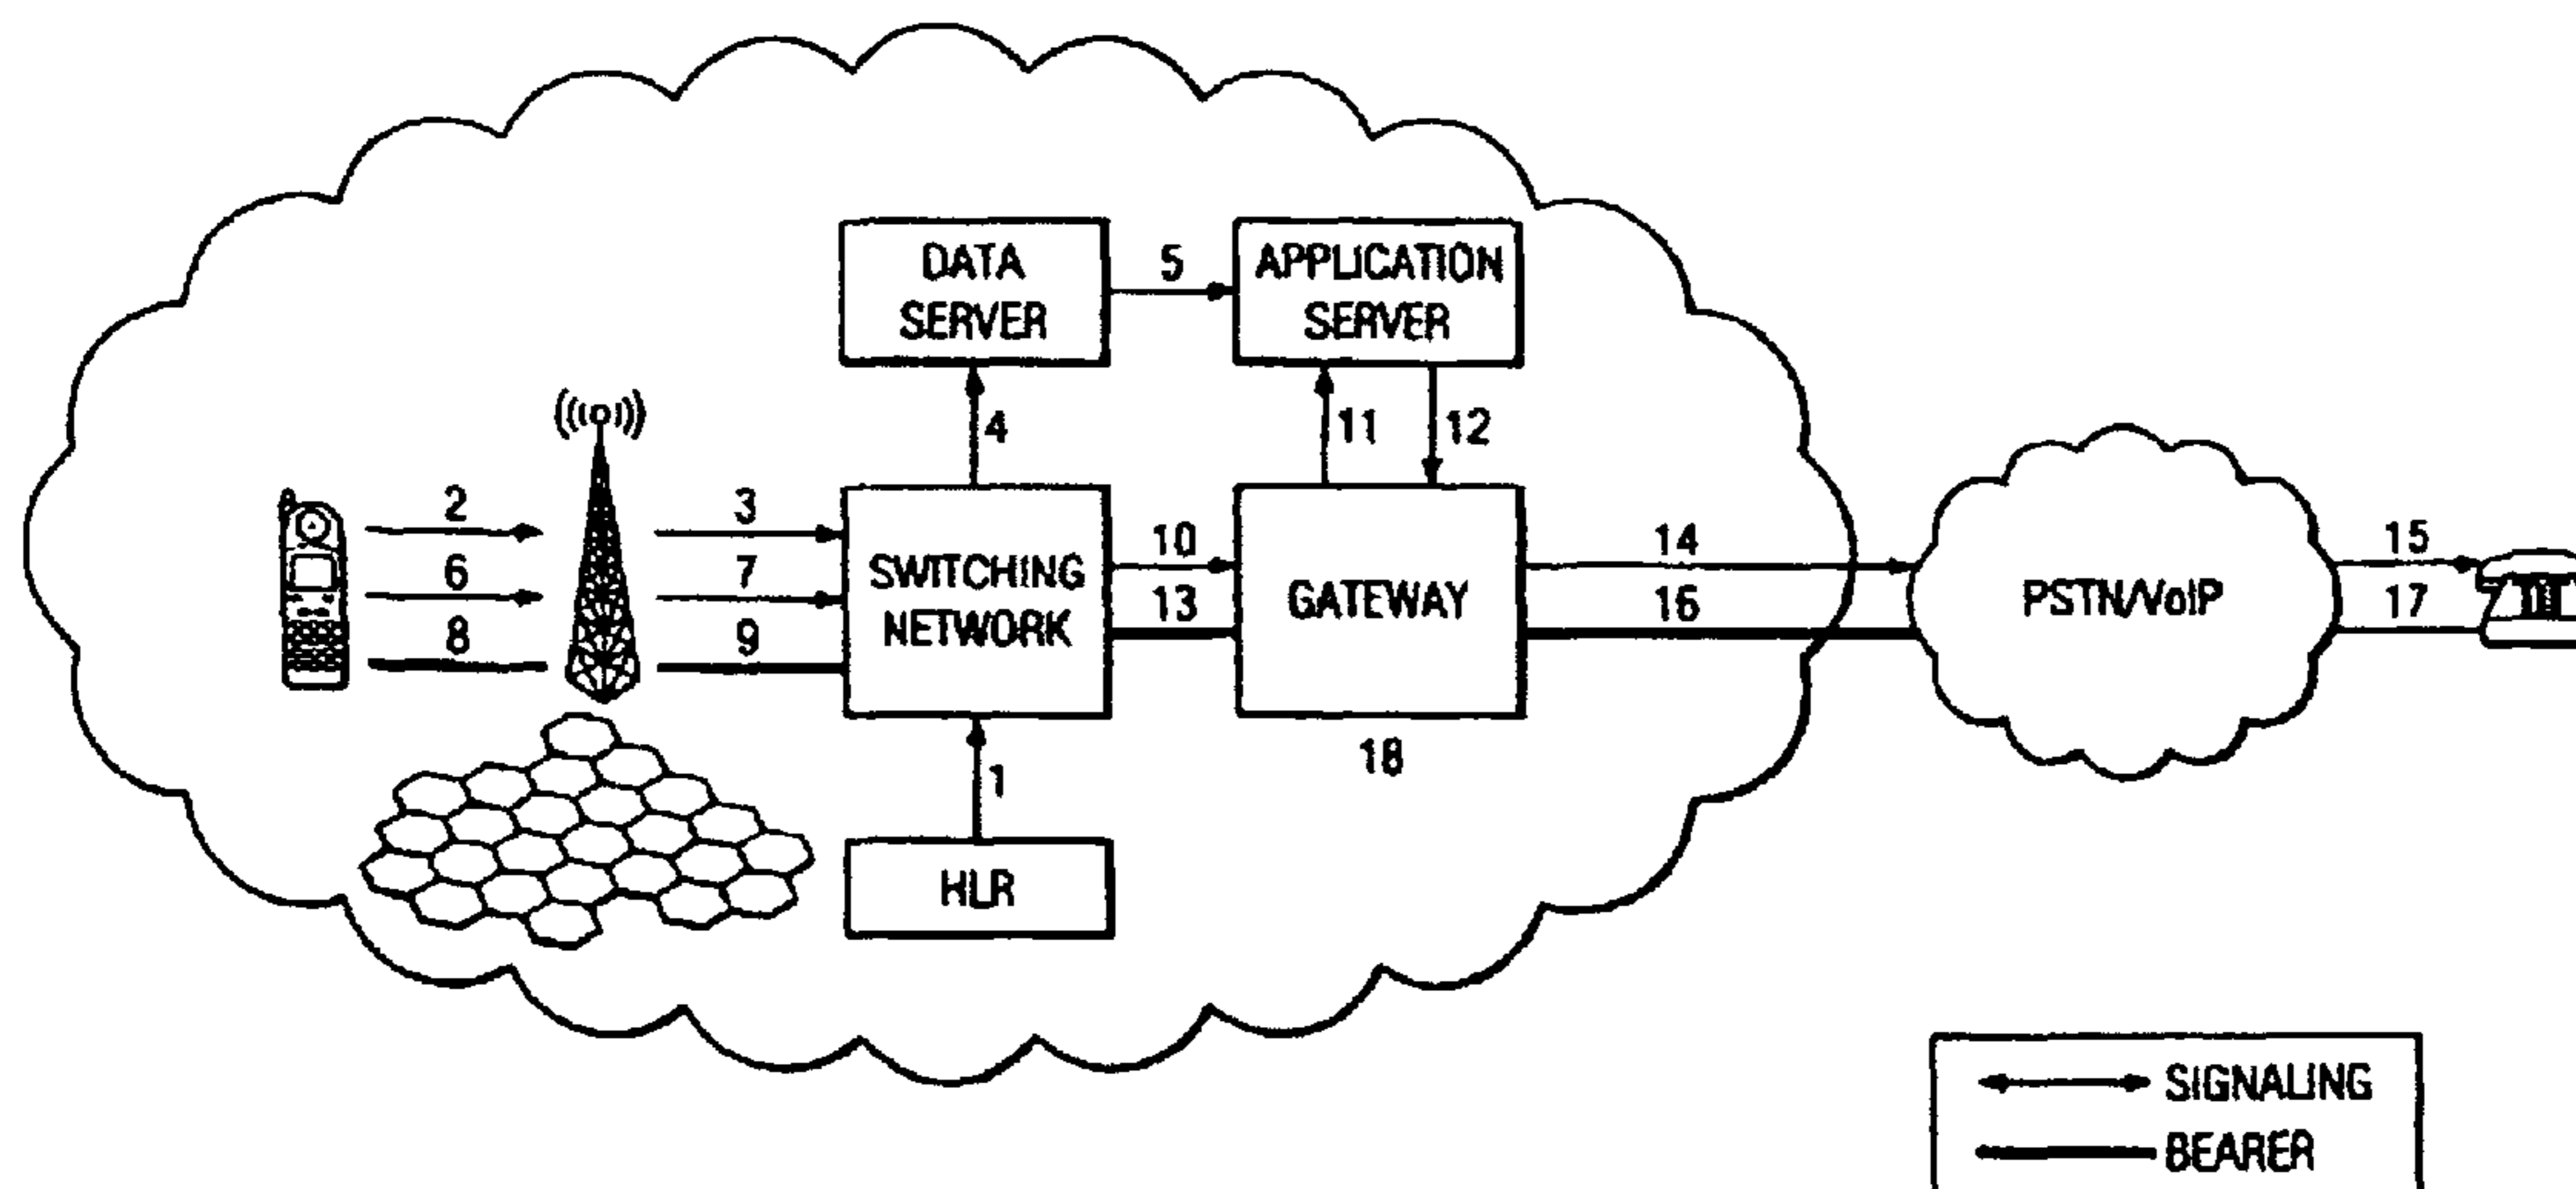 DATA
SERVER
5
APPLICATION
SERVER
4
11
12
2
3
6
7
8
9
SWITCHING
NETWORK
10
13
GATEWAY
14
16
PSTN/VoIP
15
17
18
1
HLR
SIGNALING
BEARER